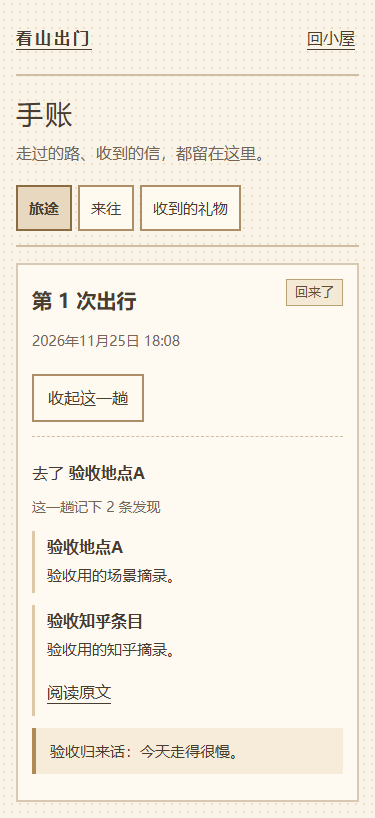 看山出门
回小屋
手账
走过的路、收到的信，都留在这里。
旅途
来往
收到的礼物
第 1 次出行
回来了
2026年11月25日 18:08
收起这一趟
去了 验收地点A
这一趟记下 2 条发现
验收地点A
验收用的场景摘录。
验收知乎条目
验收用的知乎摘录。
阅读原文
验收归来话：今天走得很慢。